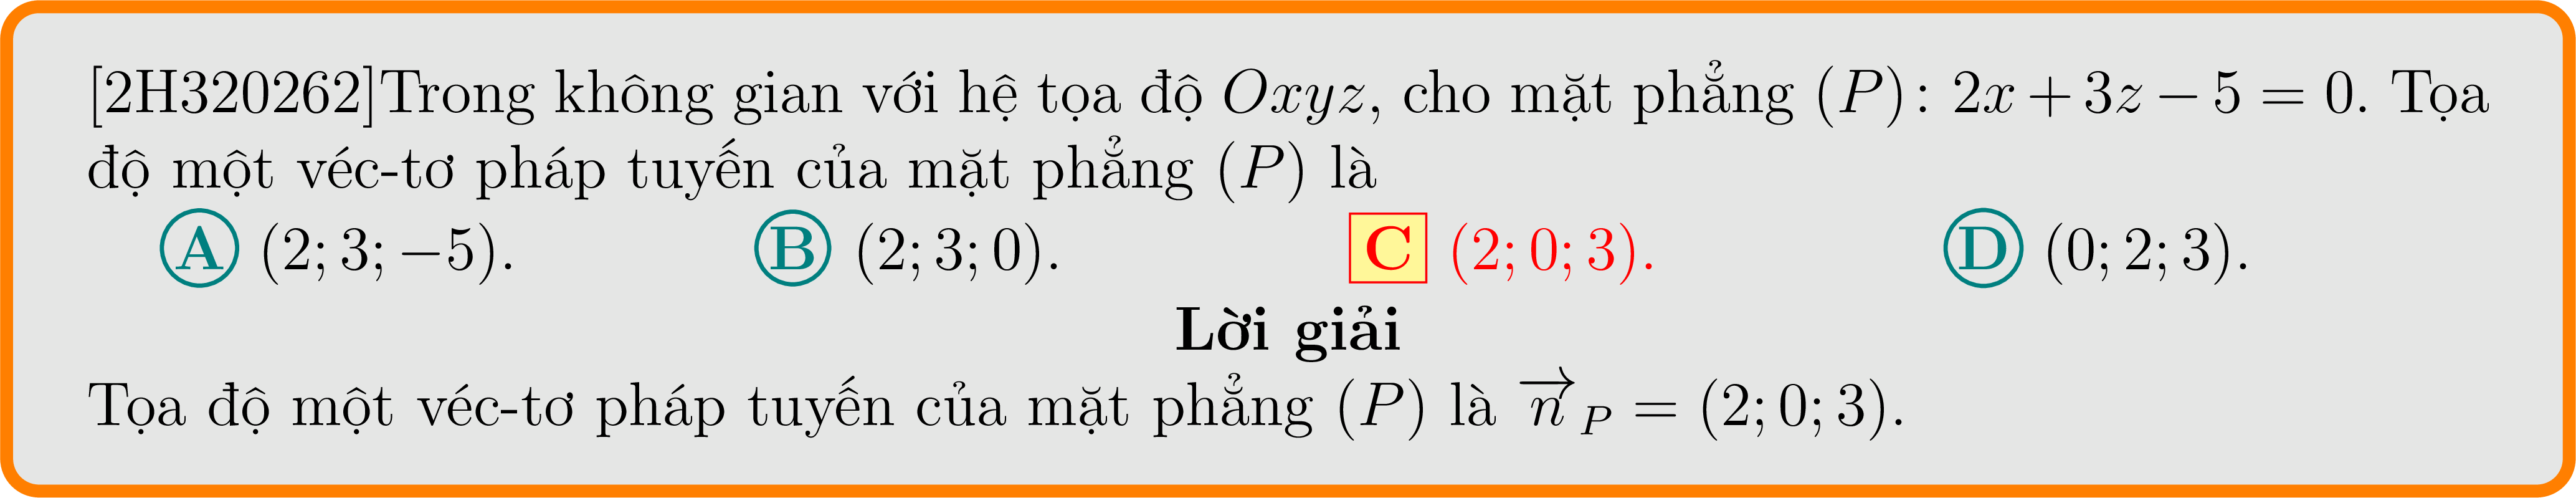 [2H320262]Trong không gian với hệ tọa độ Oxyz, cho mặt phẳng (P): 2x + 3z − 5 = 0. Tọa
độ một véc-tơ pháp tuyến của mặt phẳng (P) là
A (2; 3; −5). B (2; 3; 0). C (2; 0; 3). D (0; 2; 3).
Lời giải
Tọa độ một véc-tơ pháp tuyến của mặt phẳng (P) là \overrightarrow{n}_P = (2; 0; 3).